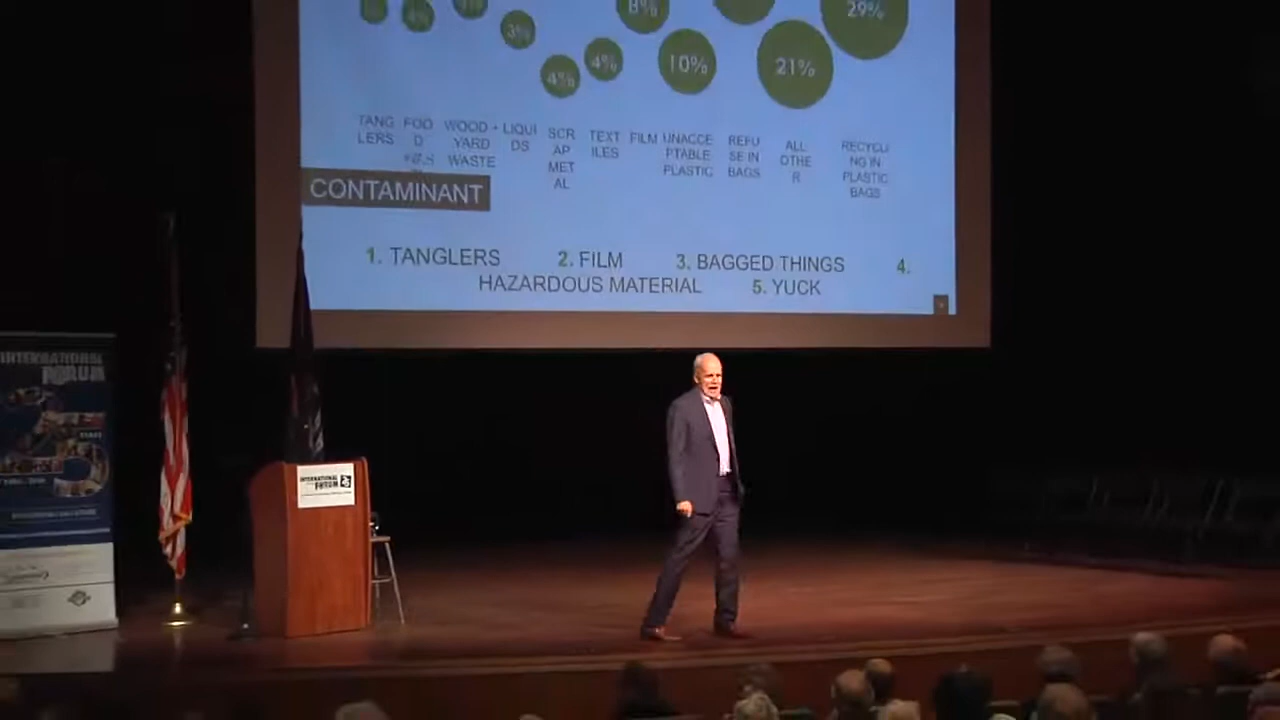 29%
8%
4%
3%
4%
4%
10%
21%
TANG
LERS
FOO
D
WOOD +
YARD
WASTE
LIQUI
DS
SCR
AP
MET
AL
TEXT
ILES
FILM
UNACCE
PTABLE
PLASTIC
REFU
SE IN
BAGS
ALL
OTHE
R
RECYCLI
NG IN
PLASTIC
BAGS
CONTAMINANT
1. TANGLERS 2. FILM 3. BAGGED THINGS 4.
HAZARDOUS MATERIAL 5. YUCK
INTERNATIONAL
FORUM
INTERNATIONAL
FORUM